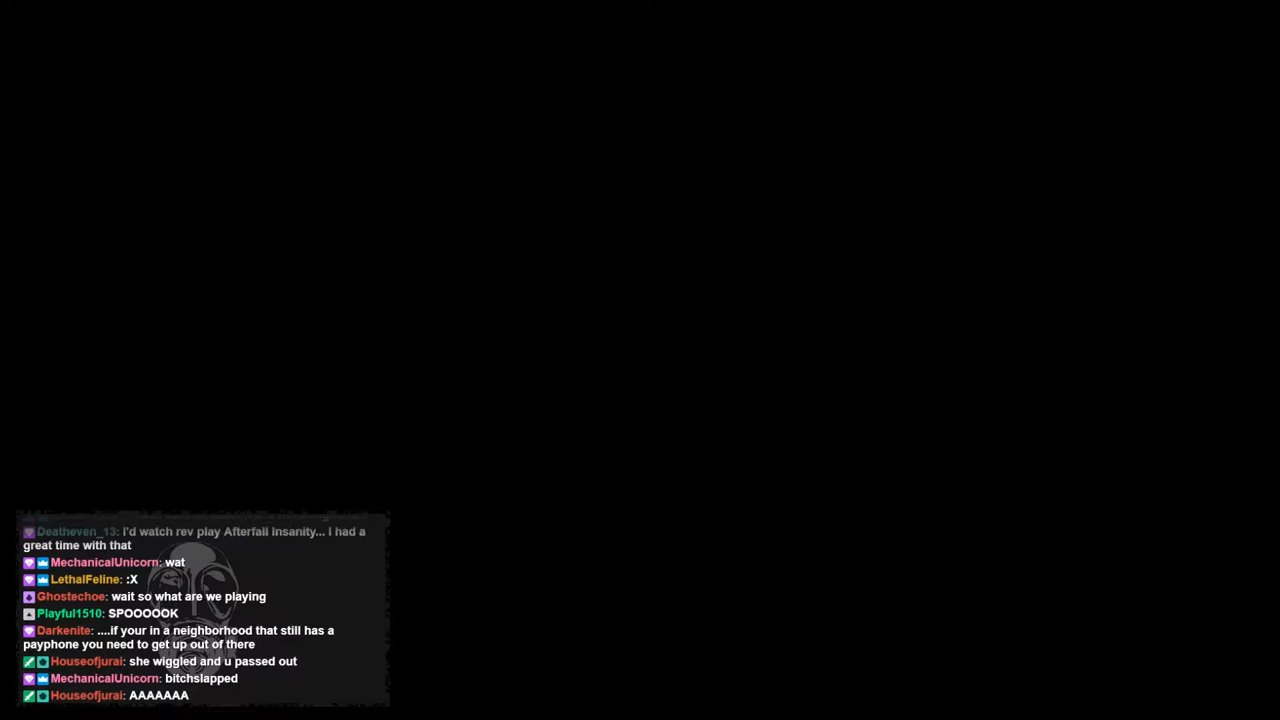 Deatheven_13: I'd watch rev play Afterfall Insanity... i had a
great time with that
MechanicalUnicorn: wat
LethalFeline: :X
Ghostechoe: wait so what are we playing
Playful1510: SPOOOOOK
Darkenite: ....if your in a neighborhood that still has a
payphone you need to get up out of there
Houseofjurai: she wiggled and u passed out
MechanicalUnicorn: bitchslapped
Houseofjurai: AAAAAAA